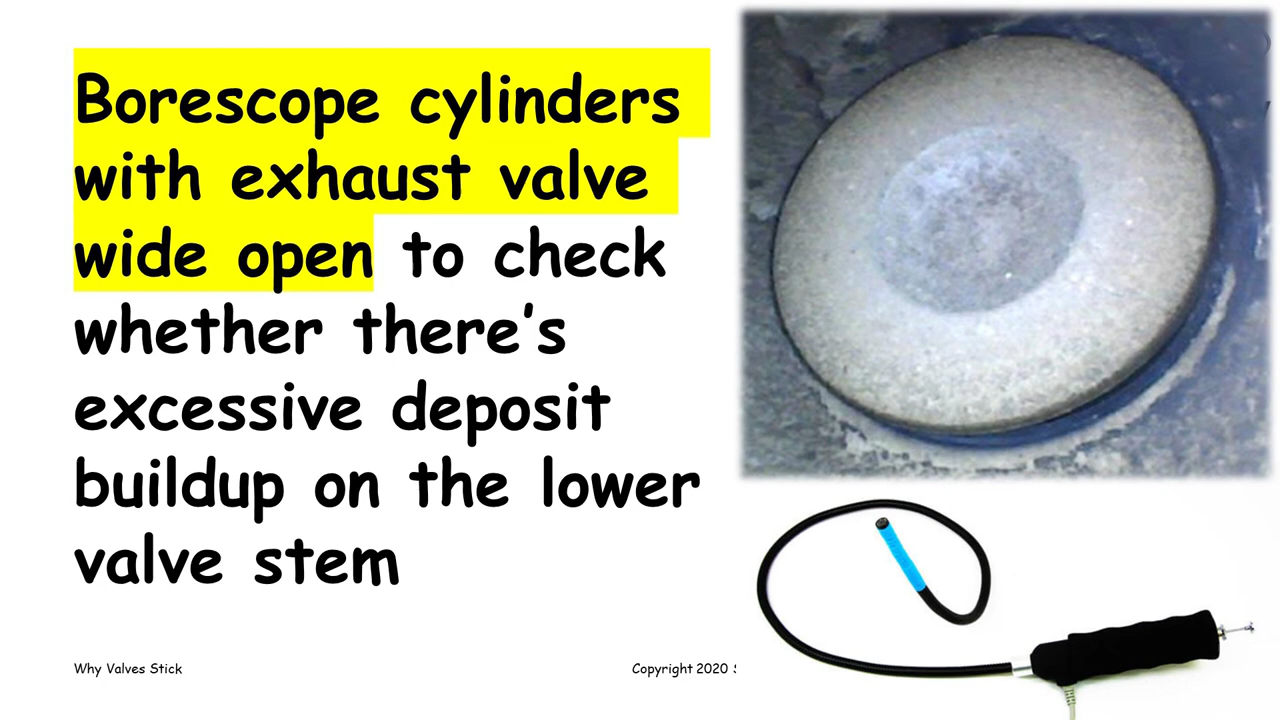 Borescope cylinders
with exhaust valve
wide open to check
whether there's
excessive deposit
buildup on the lower
valve stem
Why Valves Stick
Copyright 2020